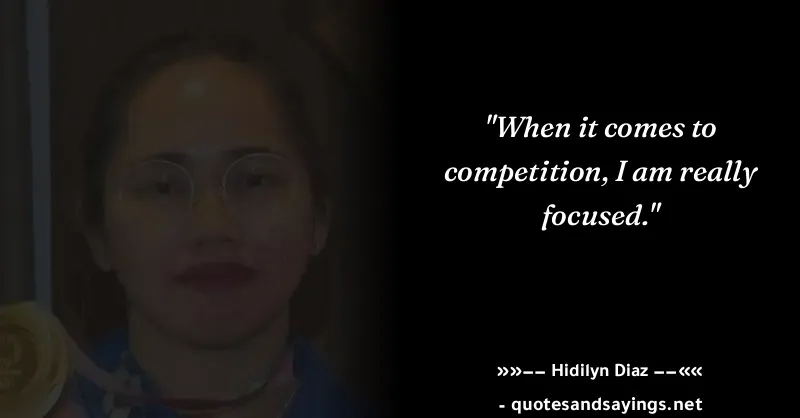 "When it comes to
competition, I am really
focused."
»»−− Hidilyn Diaz −−««
- quotesandsayings.net